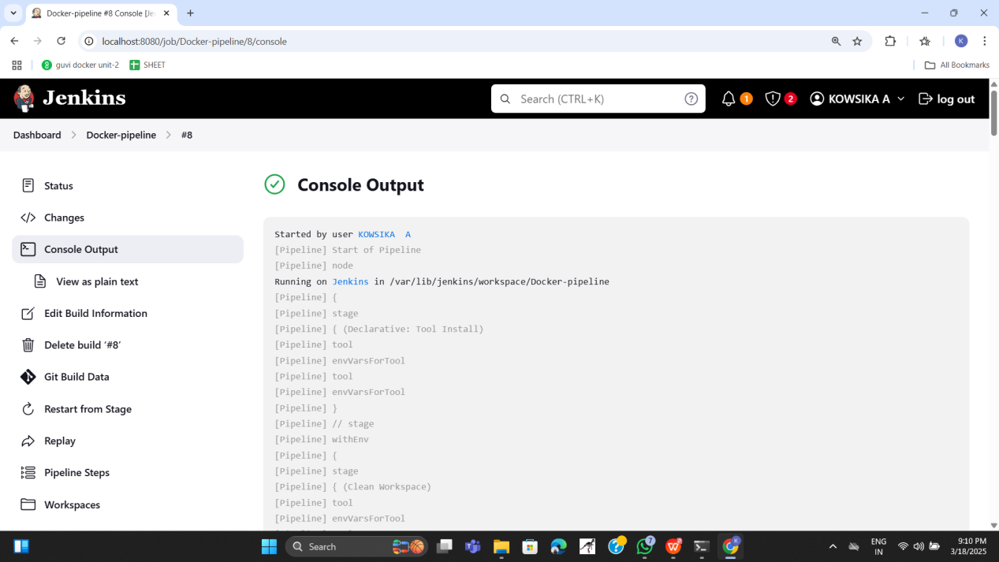 Docker-pipeline #8 Console [Je
localhost:8080/job/Docker-pipeline/8/console
K
guvi docker unit-2
SHEET
All Bookmarks
Jenkins
Search (CTRL+K)
?
1
2
KOWSIKA A
log out
Dashboard > Docker-pipeline > #8
Status
Changes
Console Output
View as plain text
Edit Build Information
Delete build ‘#8’
Git Build Data
Restart from Stage
Replay
Pipeline Steps
Workspaces
Console Output
Started by user KOWSIKA  A
[Pipeline] Start of Pipeline
[Pipeline] node
Running on Jenkins in /var/lib/jenkins/workspace/Docker-pipeline
[Pipeline] {
[Pipeline] stage
[Pipeline] { (Declarative: Tool Install)
[Pipeline] tool
[Pipeline] envVarsForTool
[Pipeline] tool
[Pipeline] envVarsForTool
[Pipeline] }
[Pipeline] // stage
[Pipeline] withEnv
[Pipeline] {
[Pipeline] stage
[Pipeline] { (Clean Workspace)
[Pipeline] tool
[Pipeline] envVarsForTool
Search
7
ENG
IN
9:10 PM
3/18/2025